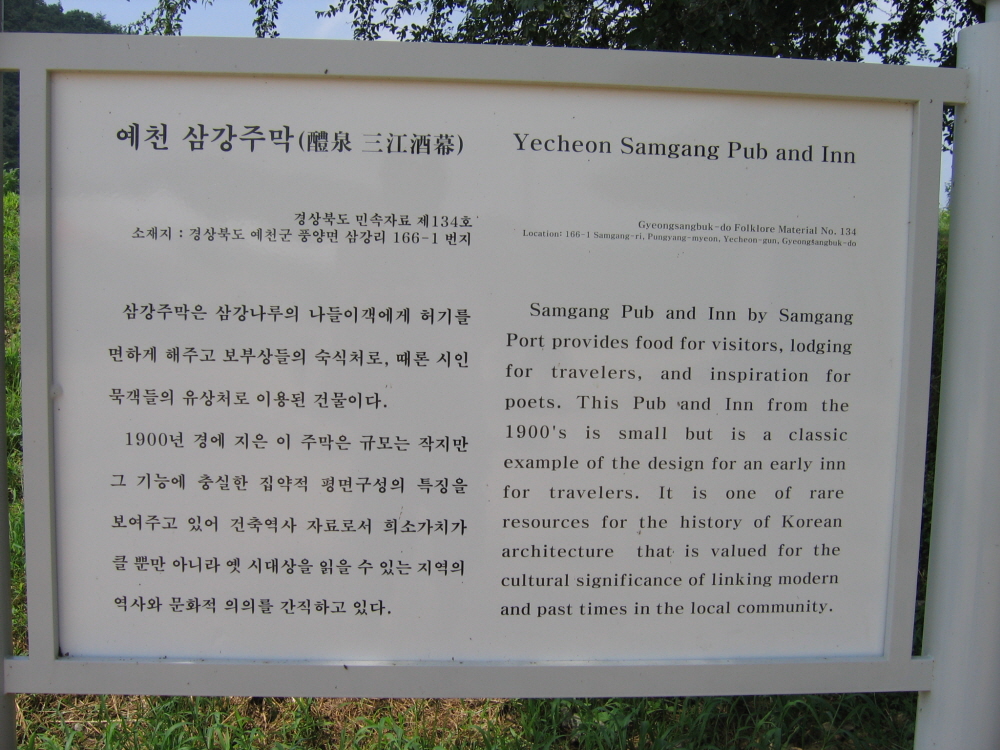 예천 삼강주막(醴泉 三江酒幕)
경상북도 민속자료 제134호
소재지 : 경상북도 예천군 풍양면 삼강리 166-1 번지
삼강주막은 삼강나루의 나들이객에게 허기를
면하게 해주고 보부상들의 숙식처로, 때론 시인
묵객들의 유상처로 이용된 건물이다.
1900년 경에 지은 이 주막은 규모는 작지만
그 기능에 충실한 집약적 평면구성의 특징을
보여주고 있어 건축역사 자료로서 희소가치가
클 뿐만 아니라 옛 시대상을 읽을 수 있는 지역의
역사와 문화적 의의를 간직하고 있다.
Yecheon Samgang Pub and Inn
Gyeongsangbuk-do Folklore Material No. 134
Location: 166-1 Samgang-ri, Pungyang-myeon, Yecheon-gun, Gyeongsangbuk-do
Samgang Pub and Inn by Samgang
Port provides food for visitors, lodging
for travelers, and inspiration for
poets. This Pub and Inn from the
1900's is small but is a classic
example of the design for an early inn
for travelers. It is one of rare
resources for the history of Korean
architecture that is valued for the
cultural significance of linking modern
and past times in the local community.